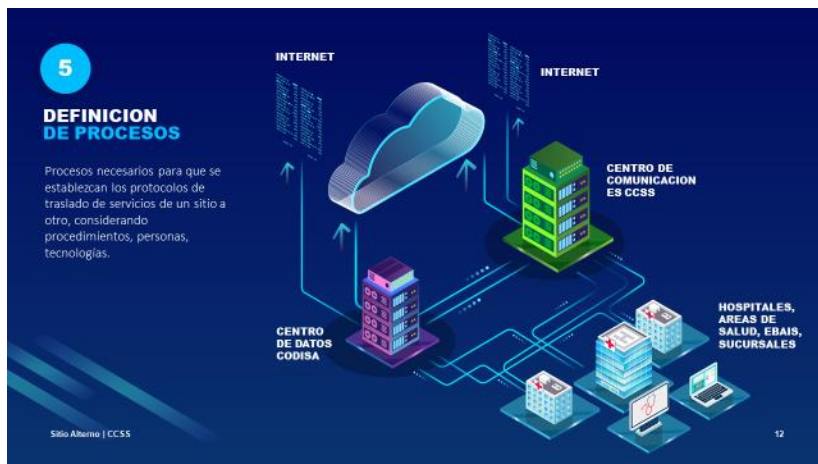 5
DEFINICION
DE PROCESOS
Procesos necesarios para que se
establezcan los protocolos de
traslado de servicios de un sitio a
otro, considerando
procedimientos, personas,
tecnologías.
INTERNET
INTERNET
CENTRO DE
COMUNICACION
ES CCSS
CENTRO
DE DATOS
CODISA
HOSPITALES,
AREAS DE
SALUD, EBAIS,
SUCURSALES
Sitio Alterno | CCSS
12